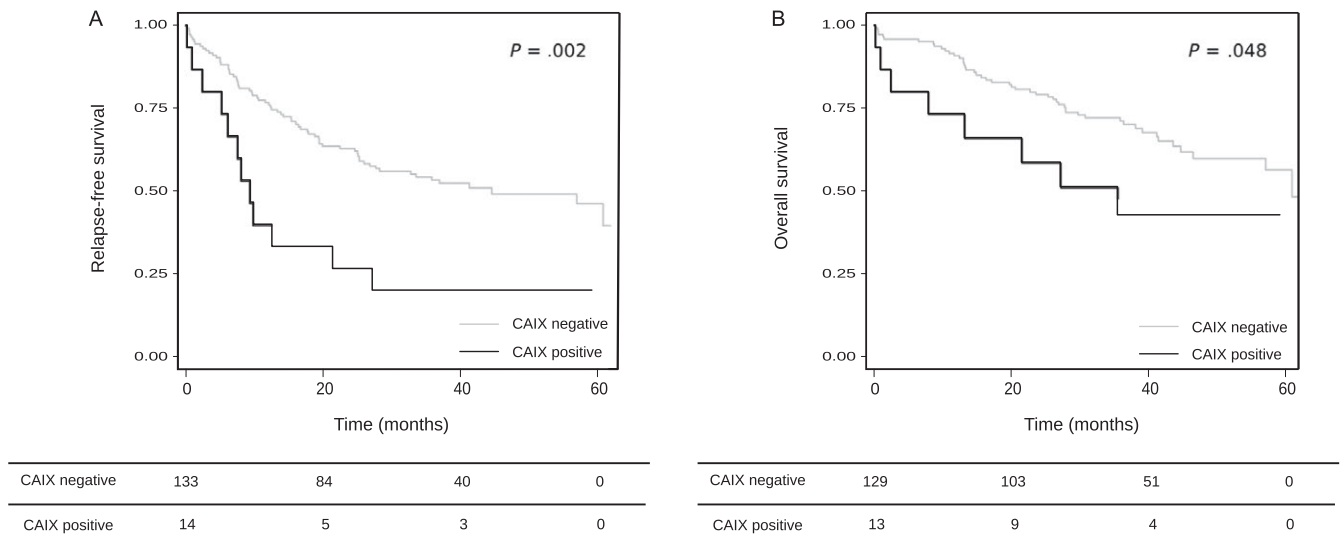 A
Relapse-free survival
1.00
0.75
0.50
0.25
0.00
P = .002
CAIX negative
CAIX positive
0 20 40 60
Time (months)
CAIX negative 133 84 40 0
CAIX positive 14 5 3 0
B
Overall survival
1.00
0.75
0.50
0.25
0.00
P = .048
CAIX negative
CAIX positive
0 20 40 60
Time (months)
CAIX negative 129 103 51 0
CAIX positive 13 9 4 0